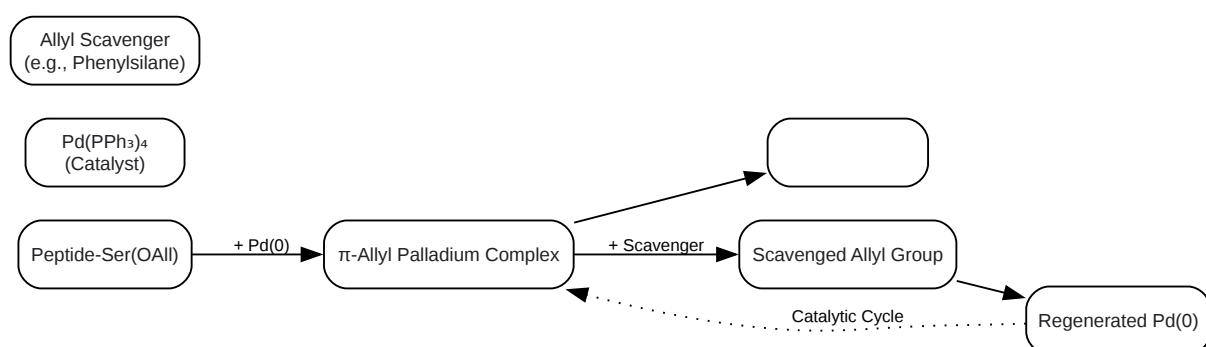 Allyl Scavenger
(e.g., Phenylsilane)
Pd(PPh₃)₄
(Catalyst)
Peptide-Ser(OAll)
+ Pd(0)
π-Allyl Palladium Complex
+ Scavenger
Scavenged Allyl Group
Catalytic Cycle
Regenerated Pd(0)